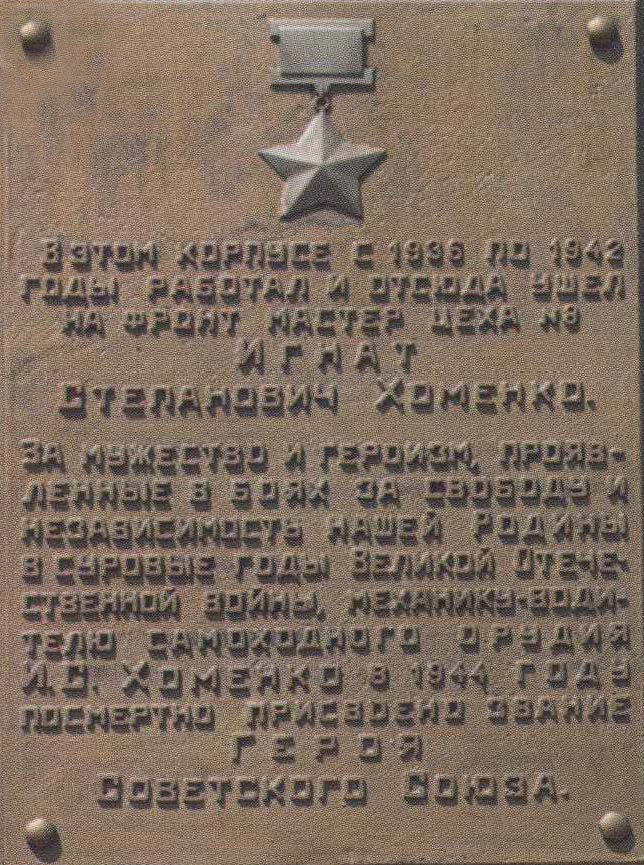 В этом корпусе с 1936 по 1942
годы работал и отсюда ушел
на фронт мастер цеха №8
Игнат
Степанович Хоменко.
За мужество и героизм, прояв-
ленные в боях за свободу и
независимость нашей Родины
в суровые годы Великой Отече-
ственной войны, механику-води-
телю самоходного орудия
И.С. Хоменко в 1944 году
посмертно присвоено звание
Героя
Советского Союза.